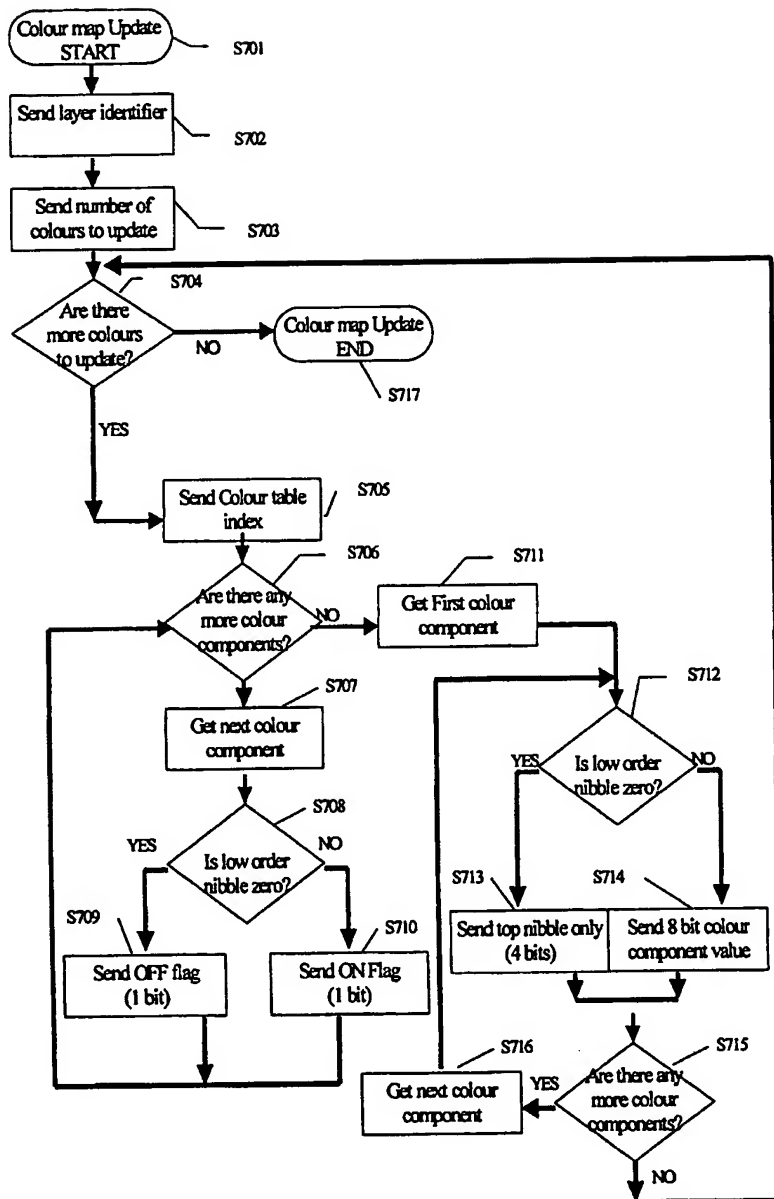 Colour map Update
START
S701
Send layer identifier
S702
Send number of
colours to update
S703
S704
Are there
more colours
to update?
NO
Colour map Update
END
S717
YES
Send Colour table
index
S705
S706
Are there any
more colour
components?
NO
S711
Get First colour
component
S707
Get next colour
component
S712
Is low order
nibble zero?
YES
NO
S708
YES
NO
Is low order
nibble zero?
S709
Send OFF flag
(1 bit)
S710
Send ON Flag
(1 bit)
S713
Send top nibble only
(4 bits)
S714
Send 8 bit colour
component value
S716
Get next colour
component
YES
S715
Are there any
more colour
components?
NO